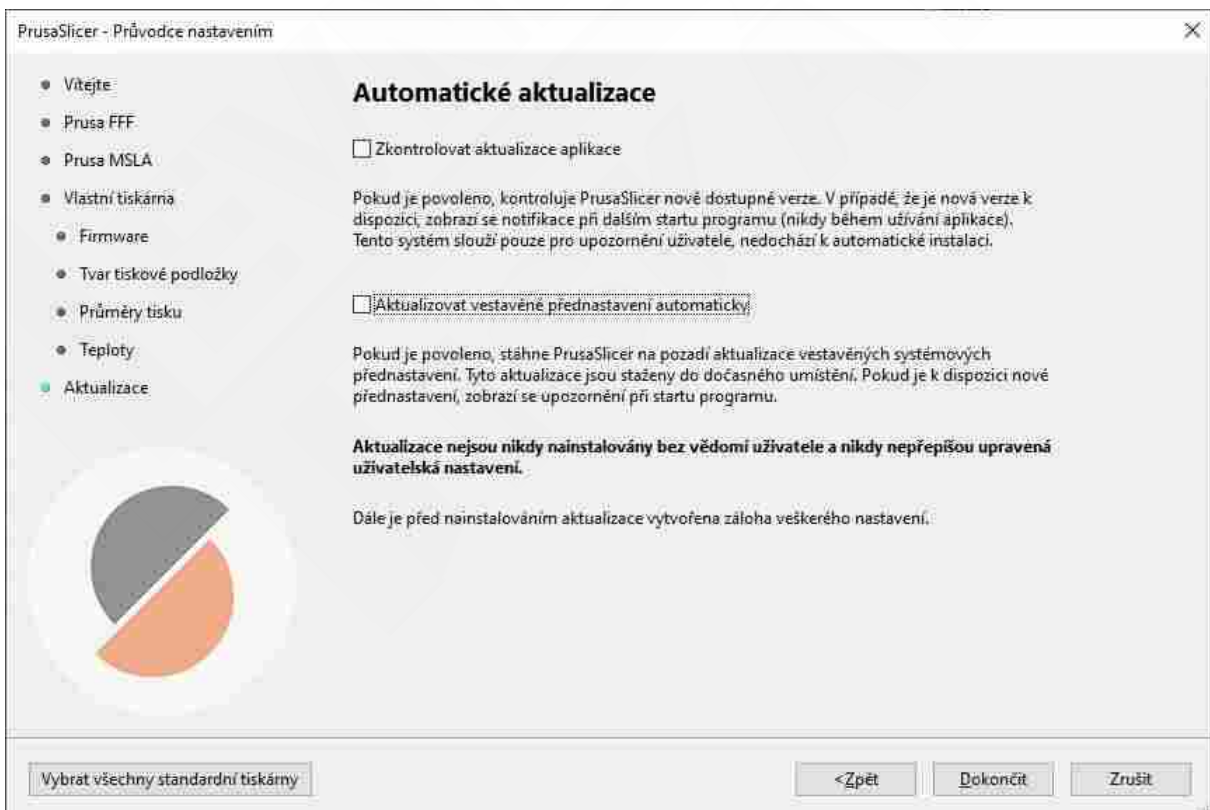 PrusaSlicer - Průvodce nastavením
Vítejte
Prusa FFF
Prusa MSLA
Vlastní tiskárna
Firmware
Tvar tiskové podložky
Průměry tisku
Teploty
Aktualizace
Automatické aktualizace
Zkontrolovat aktualizace aplikace
Pokud je povoleno, kontroluje PrusaSlicer nově dostupné verze. V případě, že je nová verze k
dispozici, zobrazí se notifikace při dalším startu programu (nikdy během užívání aplikace).
Tento systém slouží pouze pro upozornění uživatele, nedochází k automatické instalaci.
Aktualizovat vestavěné přednastavení automaticky
Pokud je povoleno, stáhne PrusaSlicer na pozadí aktualizace vestavěných systémových
přednastavení. Tyto aktualizace jsou staženy do dočasného umístění. Pokud je k dispozici nové
přednastavení, zobrazí se upozornění při startu programu.
Aktualizace nejsou nikdy nainstalovány bez vědomí uživatele a nikdy nepřepíšou upravená
uživatelská nastavení.
Dále je před nainstalováním aktualizace vytvořena záloha veškerého nastavení.
Vybrat všechny standardní tiskárny
<Zpět
Dokončit
Zrušit